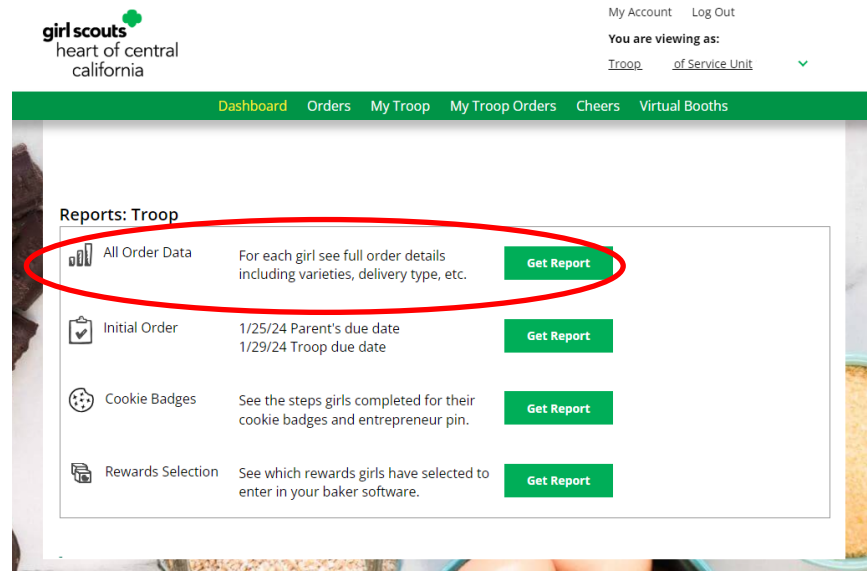 My Account Log Out
girl scouts
heart of central
california
You are viewing as:
Troop of Service Unit
Dashboard Orders My Troop My Troop Orders Cheers Virtual Booths
Reports: Troop
All Order Data
For each girl see full order details
including varieties, delivery type, etc.
Get Report
Initial Order
1/25/24 Parent's due date
1/29/24 Troop due date
Get Report
Cookie Badges
See the steps girls completed for their
cookie badges and entrepreneur pin.
Get Report
Rewards Selection
See which rewards girls have selected to
enter in your baker software.
Get Report